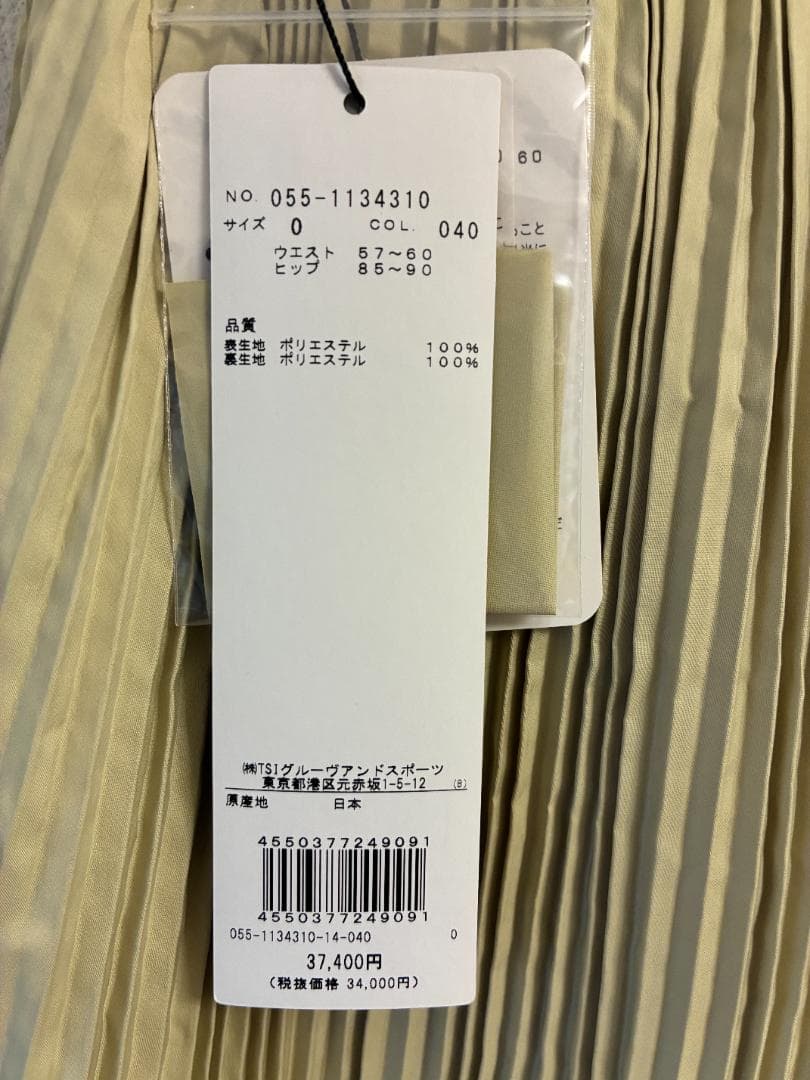 NO. 055-1134310
サイズ 0 COL. 040
ウエスト 57～60
ヒップ 85～90
品質
表生地 ポリエステル 100%
裏生地 ポリエステル 100%
㈱TSIグルーヴアンドスポーツ
東京都港区元赤坂1-5-12 (B)
原産地 日本
4550377249091
4550377249091
055-1134310-14-040 0
37,400円
(税抜価格 34,000円)
60
こと